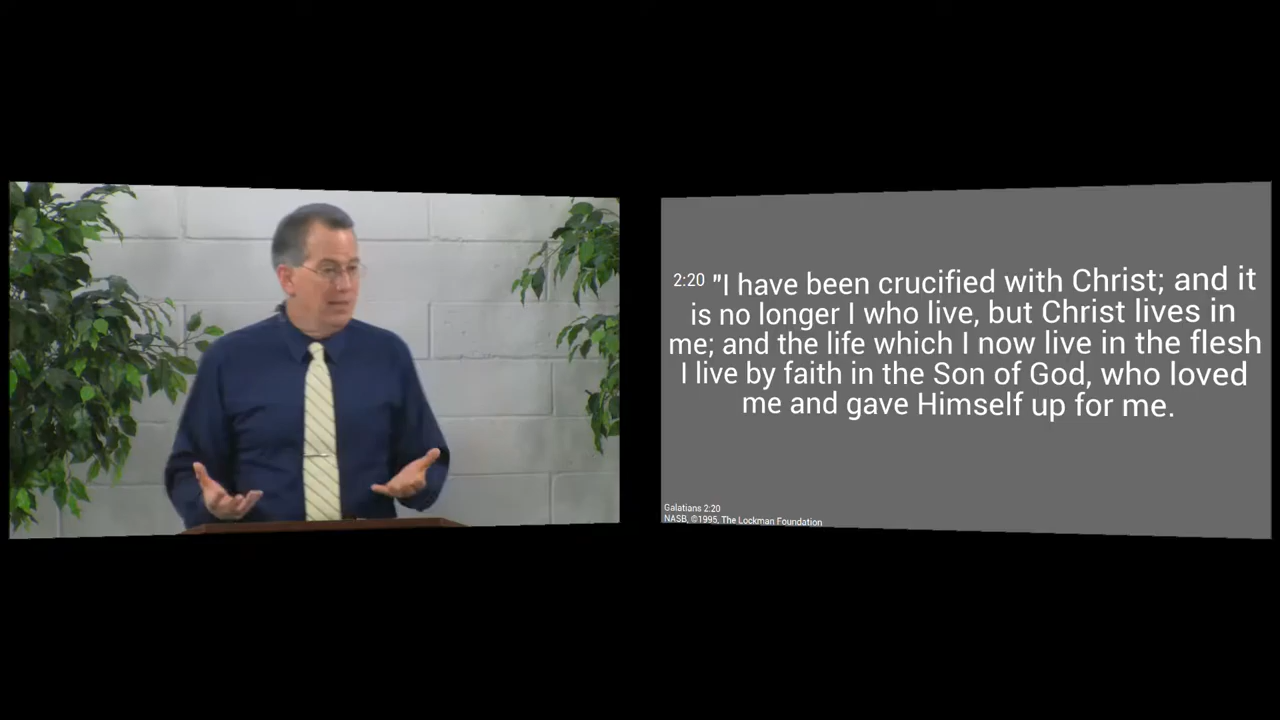 2:20 "I have been crucified with Christ; and it
is no longer I who live, but Christ lives in
me; and the life which I now live in the flesh
I live by faith in the Son of God, who loved
me and gave Himself up for me.
Galatians 2:20
NASB, ©1995, The Lockman Foundation